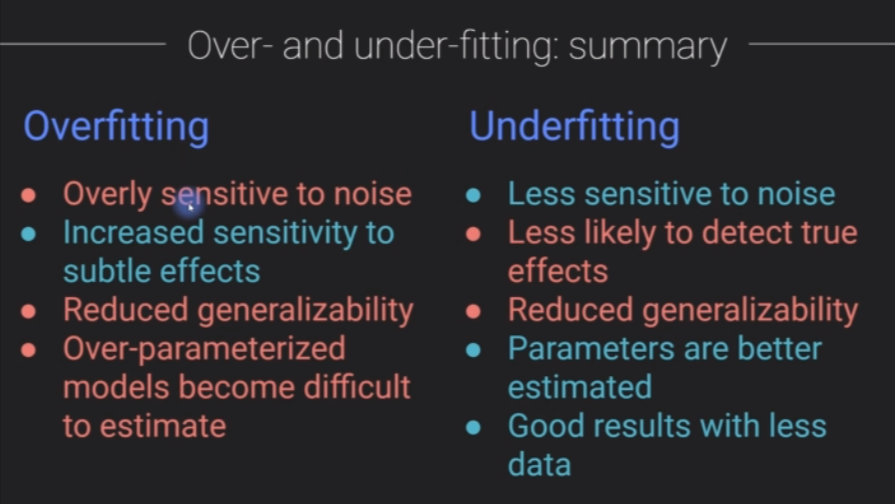 Over- and under-fitting: summary
Overfitting
• Overly sensitive to noise
• Increased sensitivity to
subtle effects
• Reduced generalizability
• Over-parameterized
models become difficult
to estimate
Underfitting
• Less sensitive to noise
• Less likely to detect true
effects
• Reduced generalizability
• Parameters are better
estimated
• Good results with less
data